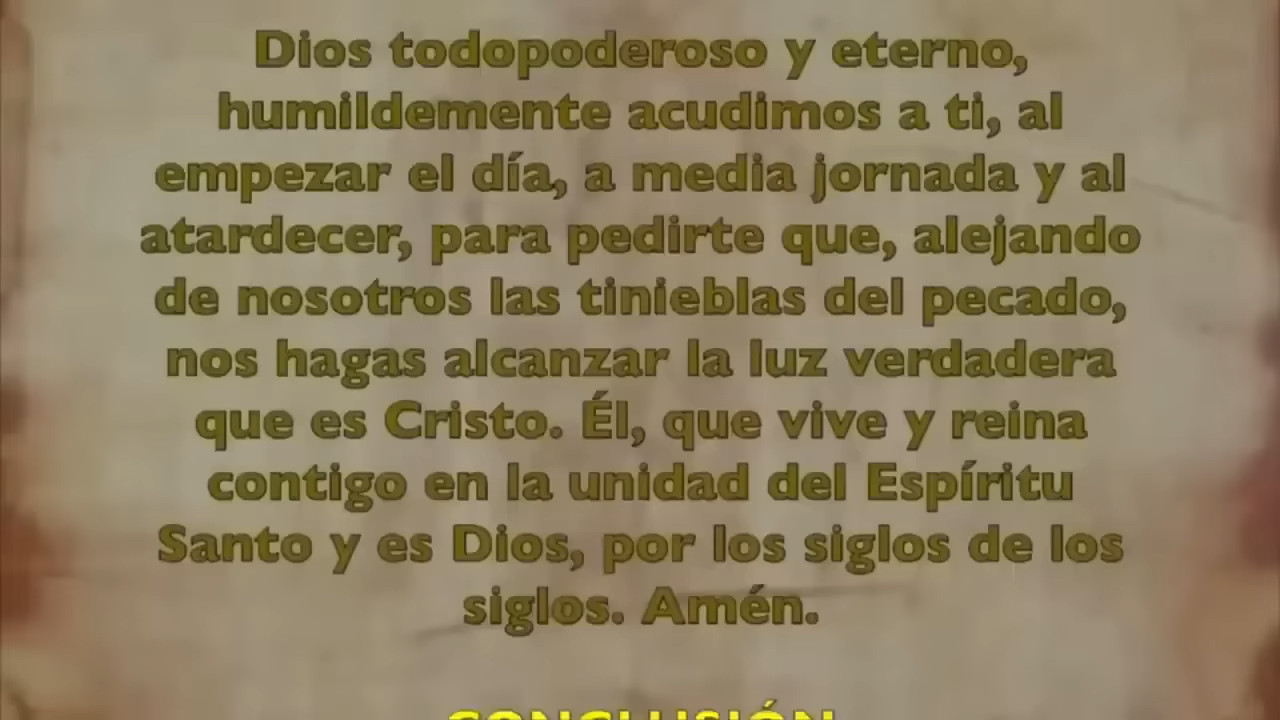 Dios todopoderoso y eterno,
humildemente acudimos a ti, al
empezar el día, a media jornada y al
atardecer, para pedirte que, alejando
de nosotros las tinieblas del pecado,
nos hagas alcanzar la luz verdadera
que es Cristo. Él, que vive y reina
contigo en la unidad del Espíritu
Santo y es Dios, por los siglos de los
siglos. Amén.
CONCLUSIÓN